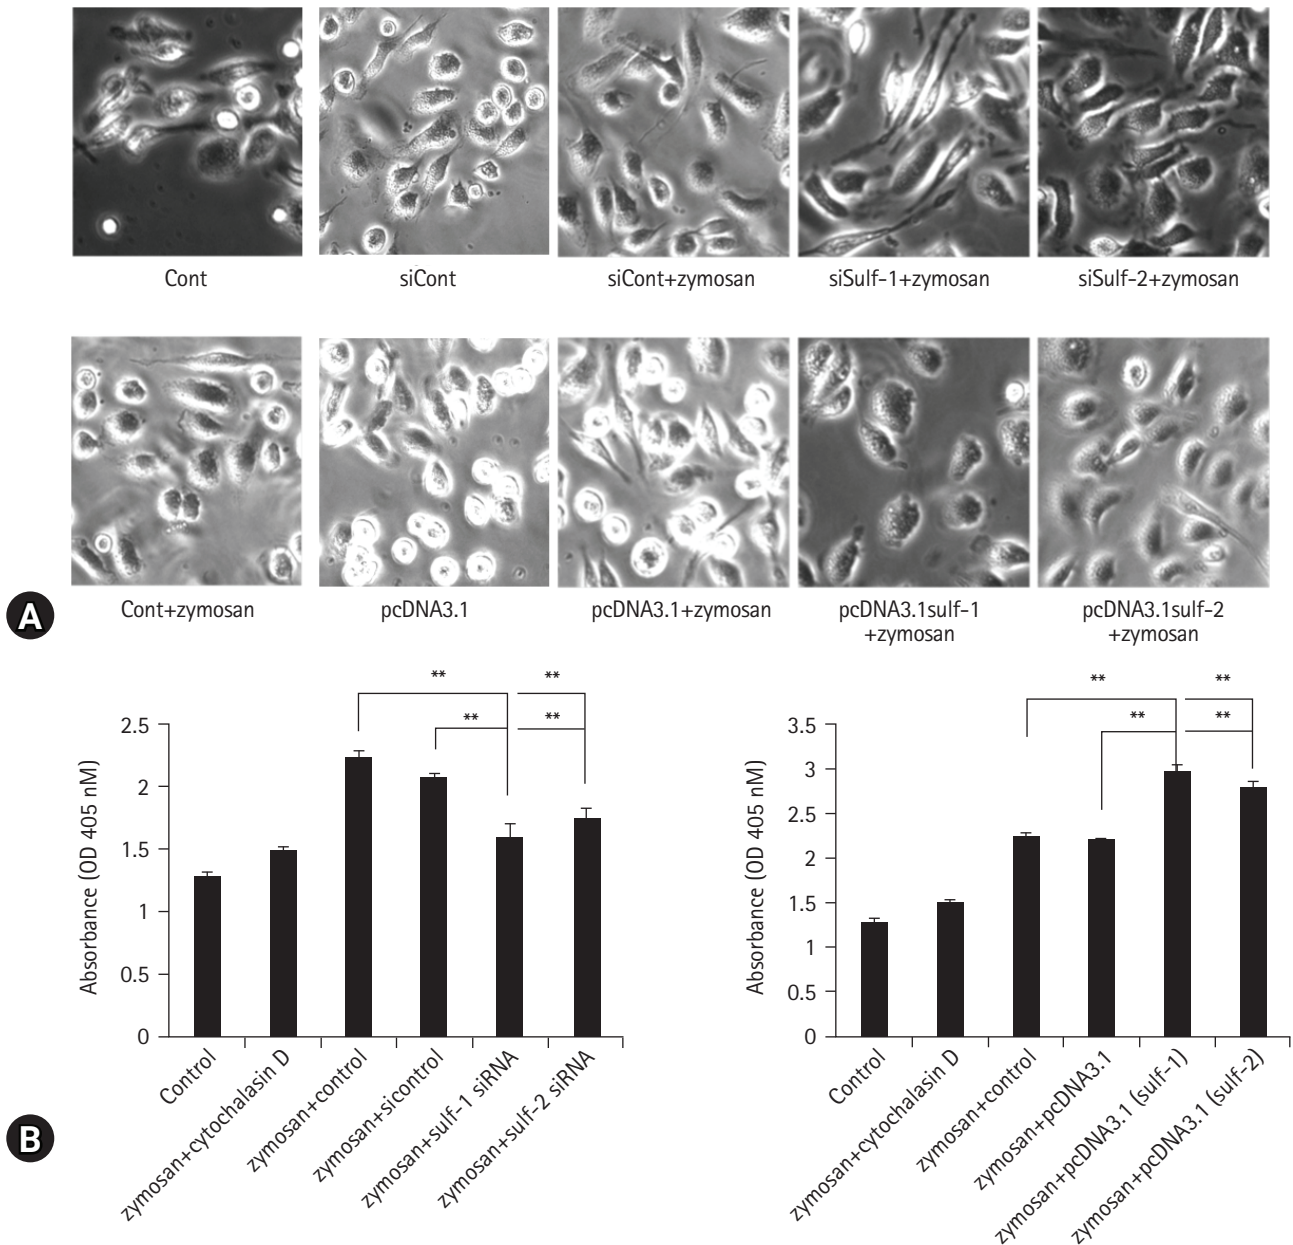 Cont
siCont
siCont+zymosan
siSulf-1+zymosan
siSulf-2+zymosan
Cont+zymosan
pcDNA3.1
pcDNA3.1+zymosan
pcDNA3.1sulf-1
+zymosan
pcDNA3.1sulf-2
+zymosan
A
**
**
**
**
2.5
2
1.5
1
0.5
0
Absorbance (OD 405 nM)
Control
zymosan+cytochalasin D
zymosan+control
zymosan+sicontrol
zymosan+sulf-1 siRNA
zymosan+sulf-2 siRNA
**
**
**
**
3.5
3
2.5
2
1.5
1
0.5
0
Absorbance (OD 405 nM)
Control
zymosan+cytochalasin D
zymosan+control
zymosan+pcDNA3.1
zymosan+pcDNA3.1 (sulf-1)
zymosan+pcDNA3.1 (sulf-2)
B